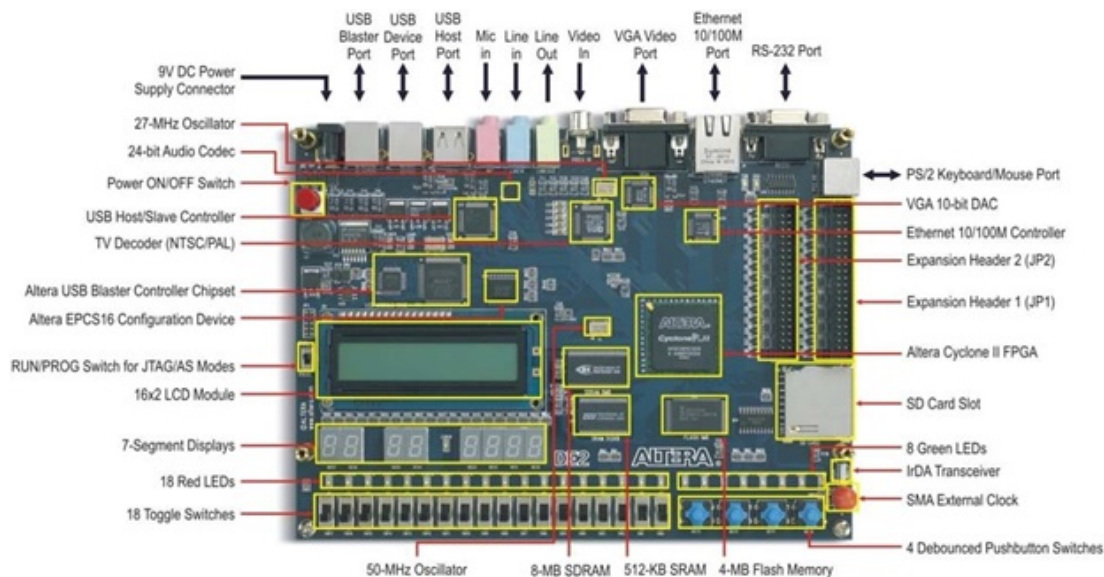 USB
Blaster
Port
USB
Device
Port
USB
Host
Port
Mic
in
Line
in
Line
Out
Video
In
VGA Video
Port
Ethernet
10/100M
Port
RS-232 Port
9V DC Power
Supply Connector
27-MHz Oscillator
24-bit Audio Codec
Power ON/OFF Switch
USB Host/Slave Controller
TV Decoder (NTSC/PAL)
Altera USB Blaster Controller Chipset
Altera EPCS16 Configuration Device
RUN/PROG Switch for JTAG/AS Modes
16x2 LCD Module
7-Segment Displays
18 Red LEDs
18 Toggle Switches
PS/2 Keyboard/Mouse Port
VGA 10-bit DAC
Ethernet 10/100M Controller
Expansion Header 2 (JP2)
Expansion Header 1 (JP1)
Altera Cyclone II FPGA
SD Card Slot
8 Green LEDs
IrDA Transceiver
SMA External Clock
4 Debounced Pushbutton Switches
50-MHz Oscillator
8-MB SDRAM
512-KB SRAM
4-MB Flash Memory
ALTERA
Cyclone II
DE2
ALTERA